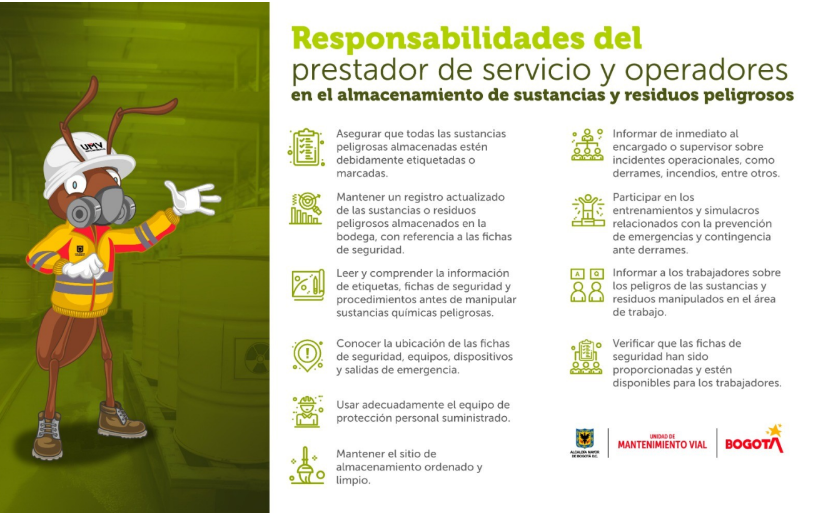 Responsabilidades del
prestador de servicio y operadores
en el almacenamiento de sustancias y residuos peligrosos
Asegurar que todas las sustancias
peligrosas almacenadas estén
debidamente etiquetadas o
marcadas.
Mantener un registro actualizado
de las sustancias o residuos
peligrosos almacenados en la
bodega, con referencia a las fichas
de seguridad.
Leer y comprender la información
de etiquetas, fichas de seguridad y
procedimientos antes de manipular
sustancias químicas peligrosas.
Conocer la ubicación de las fichas
de seguridad, equipos, dispositivos
y salidas de emergencia.
Usar adecuadamente el equipo de
protección personal suministrado.
Mantener el sitio de
almacenamiento ordenado y
limpio.
Informar de inmediato al
encargado o supervisor sobre
incidentes operacionales, como
derrames, incendios, entre otros.
Participar en los
entrenamientos y simulacros
relacionados con la prevención
de emergencias y contingencia
ante derrames.
A Q
Informar a los trabajadores sobre
los peligros de las sustancias y
residuos manipulados en el área
de trabajo.
Verificar que las fichas de
seguridad han sido
proporcionadas y estén
disponibles para los trabajadores.
UMV
ALCALDÍA MAYOR
DE BOGOTÁ D.C.
UNIDAD DE
MANTENIMIENTO VIAL
BOGOTÁ